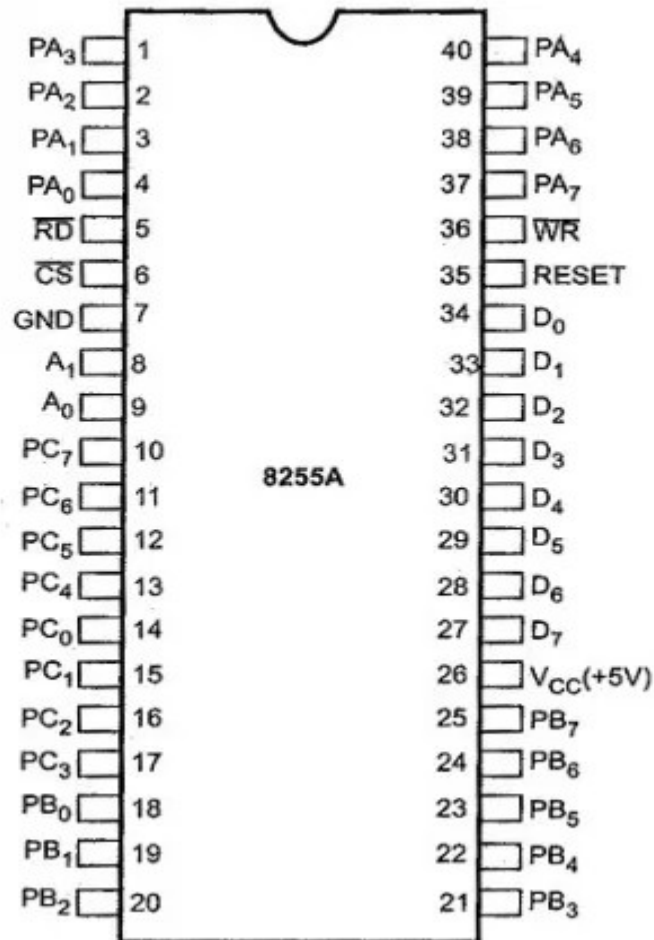 PA₃ 1 40 PA₄
PA₂ 2 39 PA₅
PA₁ 3 38 PA₆
PA₀ 4 37 PA₇
R̅D̅ 5 36 W̅R̅
C̅S̅ 6 35 RESET
GND 7 34 D₀
A₁ 8 33 D₁
A₀ 9 32 D₂
PC₇ 10 31 D₃
8255A
PC₆ 11 30 D₄
PC₅ 12 29 D₅
PC₄ 13 28 D₆
PC₀ 14 27 D₇
PC₁ 15 26 V_CC(+5V)
PC₂ 16 25 PB₇
PC₃ 17 24 PB₆
PB₀ 18 23 PB₅
PB₁ 19 22 PB₄
PB₂ 20 21 PB₃